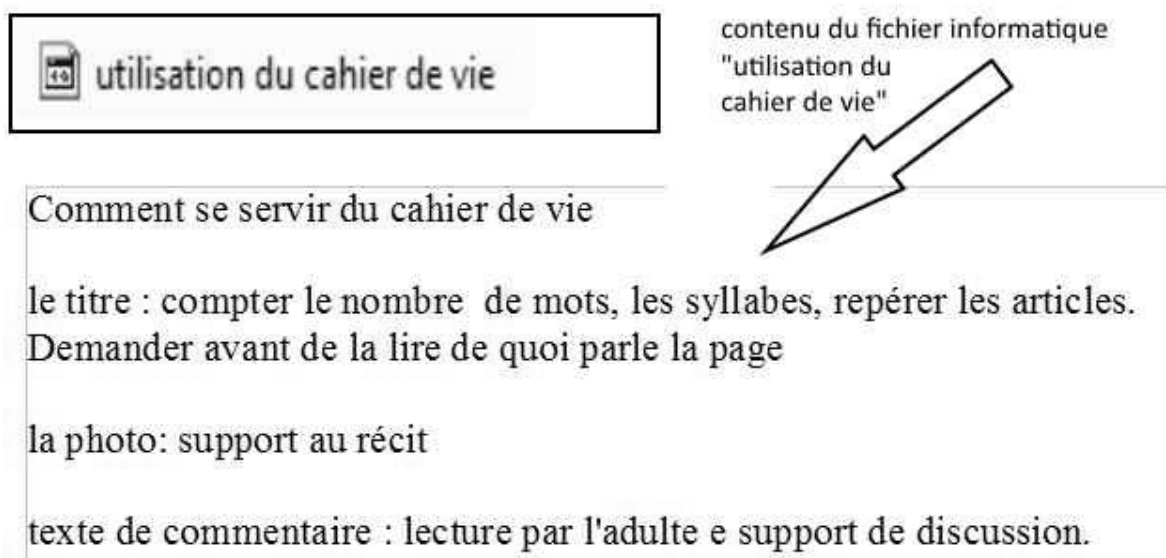 utilisation du cahier de vie
contenu du fichier informatique
"utilisation du
cahier de vie"
Comment se servir du cahier de vie
le titre : compter le nombre de mots, les syllabes, repérer les articles.
Demander avant de la lire de quoi parle la page
la photo: support au récit
texte de commentaire : lecture par l'adulte e support de discussion.